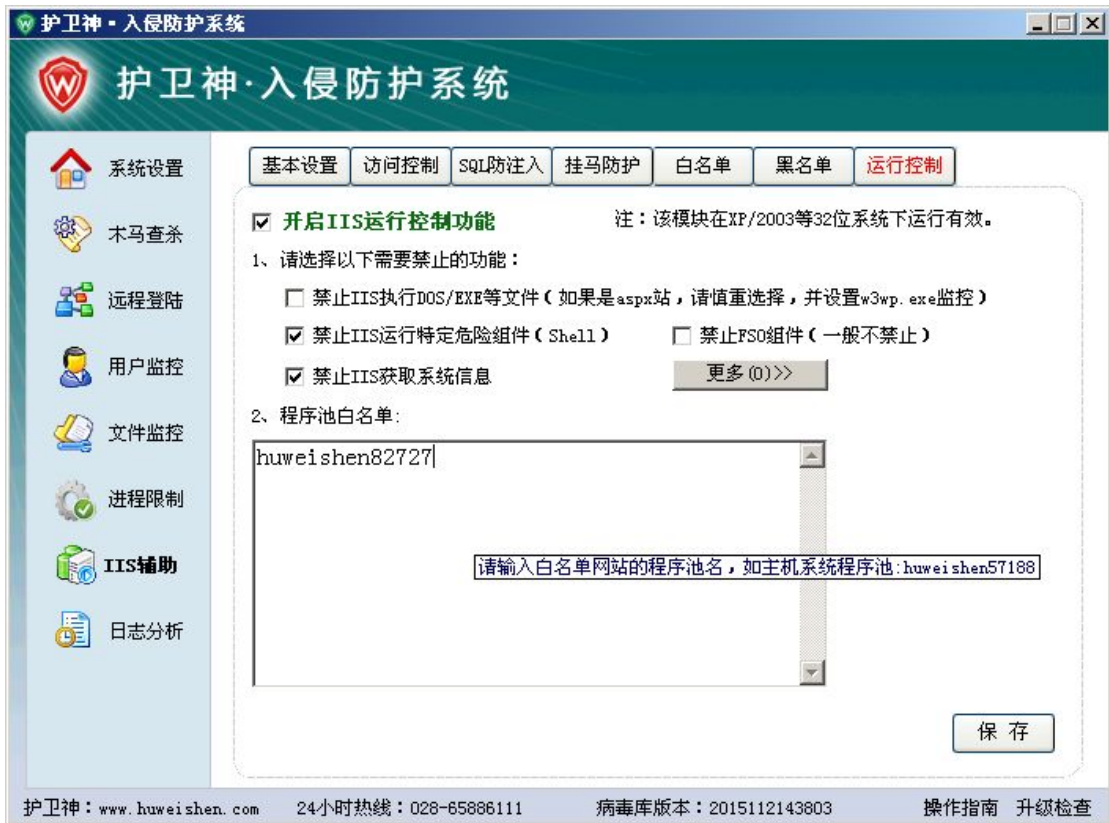 护卫神·入侵防护系统
护卫神·入侵防护系统
系统设置
木马查杀
远程登陆
用户监控
文件监控
进程限制
IIS辅助
日志分析
基本设置 访问控制 SQL防注入 挂马防护 白名单 黑名单 运行控制
开启IIS运行控制功能 注：该模块在XP/2003等32位系统下运行有效。
1、请选择以下需要禁止的功能：
禁止IIS执行DOS/EXE等文件（如果是aspx站，请慎重选择，并设置w3wp.exe监控）
禁止IIS运行特定危险组件（Shell） 禁止FSO组件（一般不禁止）
禁止IIS获取系统信息 更多(0)>>
2、程序池白名单:
huweishen82727
请输入白名单网站的程序池名，如主机系统程序池:huweishen57188
保 存
护卫神：www.huweishen.com 24小时热线：028-65886111 病毒库版本：2015112143803 操作指南 升级检查